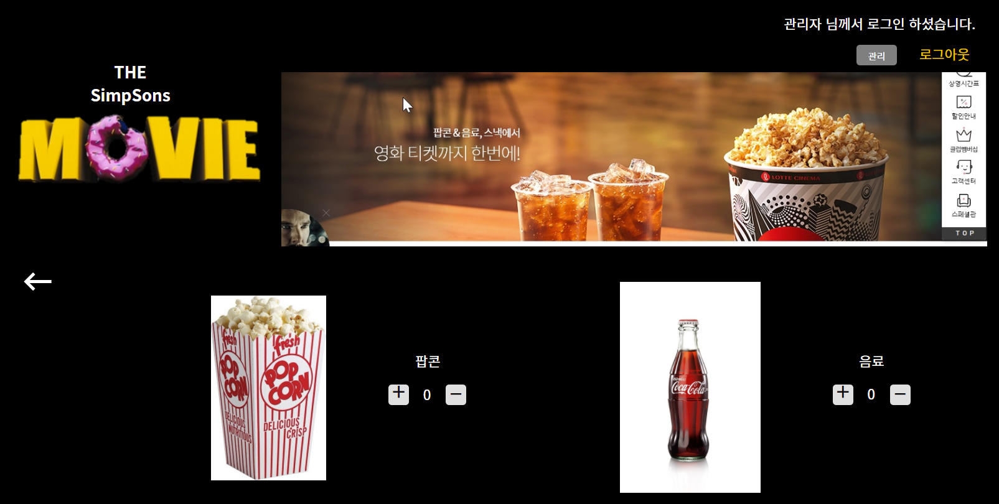 관리자 님께서 로그인 하셨습니다.
관리
로그아웃
THE
SimpSons
MOVIE
팝콘 & 음료, 스낵에서
영화 티켓까지 한번에!
LOTTE CINEMA
상영시간표
할인안내
클럽멤버십
고객센터
스페셜관
TOP
fresh
fresh
POP
CORN
POP
CORN
DELICIOUS
NUTRITIOUS
DELICIOUS
CRISP
팝콘
+ 0 −
Coca-Cola
음료
+ 0 −